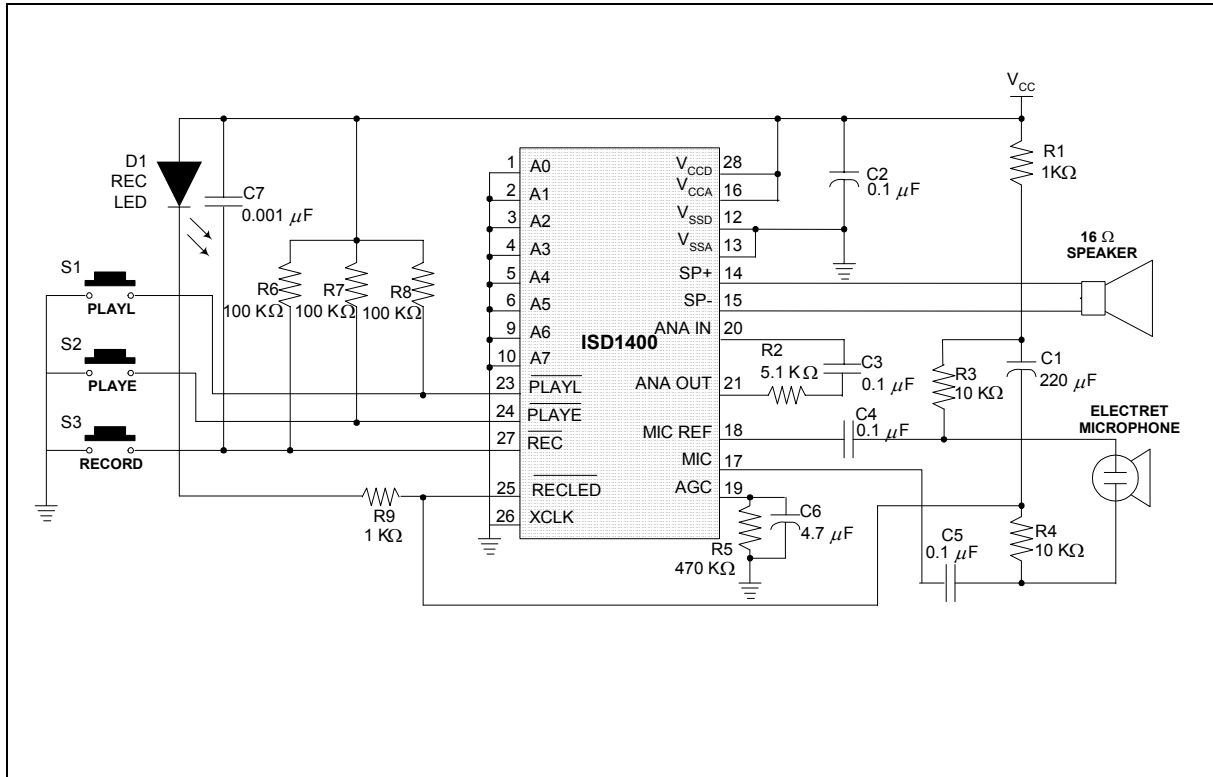 V_CC
D1
REC
LED
C7
0.001 μF
S1
PLAYL
S2
PLAYE
S3
RECORD
R6
100 KΩ
R7
100 KΩ
R8
100 KΩ
R9
1 KΩ
ISD1400
1 A0
2 A1
3 A2
4 A3
5 A4
6 A5
9 A6
10 A7
23 PLAYL
24 PLAYE
27 REC
25 RECLED
26 XCLK
V_CCD 28
V_CCA 16
V_SSD 12
V_SSA 13
SP+ 14
SP- 15
ANA IN 20
ANA OUT 21
MIC REF 18
MIC 17
AGC 19
C2
0.1 μF
R1
1KΩ
16 Ω
SPEAKER
R2
5.1 KΩ
C3
0.1 μF
R3
10 KΩ
C1
220 μF
C4
0.1 μF
ELECTRET
MICROPHONE
C6
4.7 μF
R5
470 KΩ
C5
0.1 μF
R4
10 KΩ